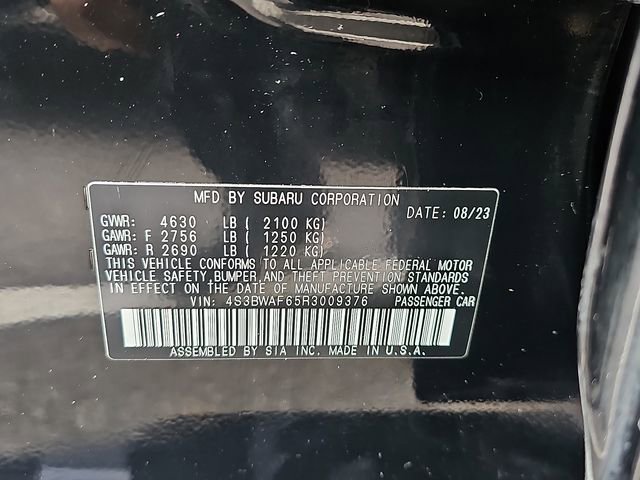 MFD BY SUBARU CORPORATION
DATE: 08/23
GVWR: 4630 LB ( 2100 KG)
GAWR: F 2756 LB ( 1250 KG)
GAWR: R 2690 LB ( 1220 KG)
THIS VEHICLE CONFORMS TO ALL APPLICABLE FEDERAL MOTOR
VEHICLE SAFETY, BUMPER, AND THEFT PREVENTION STANDARDS
IN EFFECT ON THE DATE OF MANUFACTURE SHOWN ABOVE.
VIN: 4S3BWAF65R3009376 PASSENGER CAR
ASSEMBLED BY SIA INC. MADE IN U.S.A.